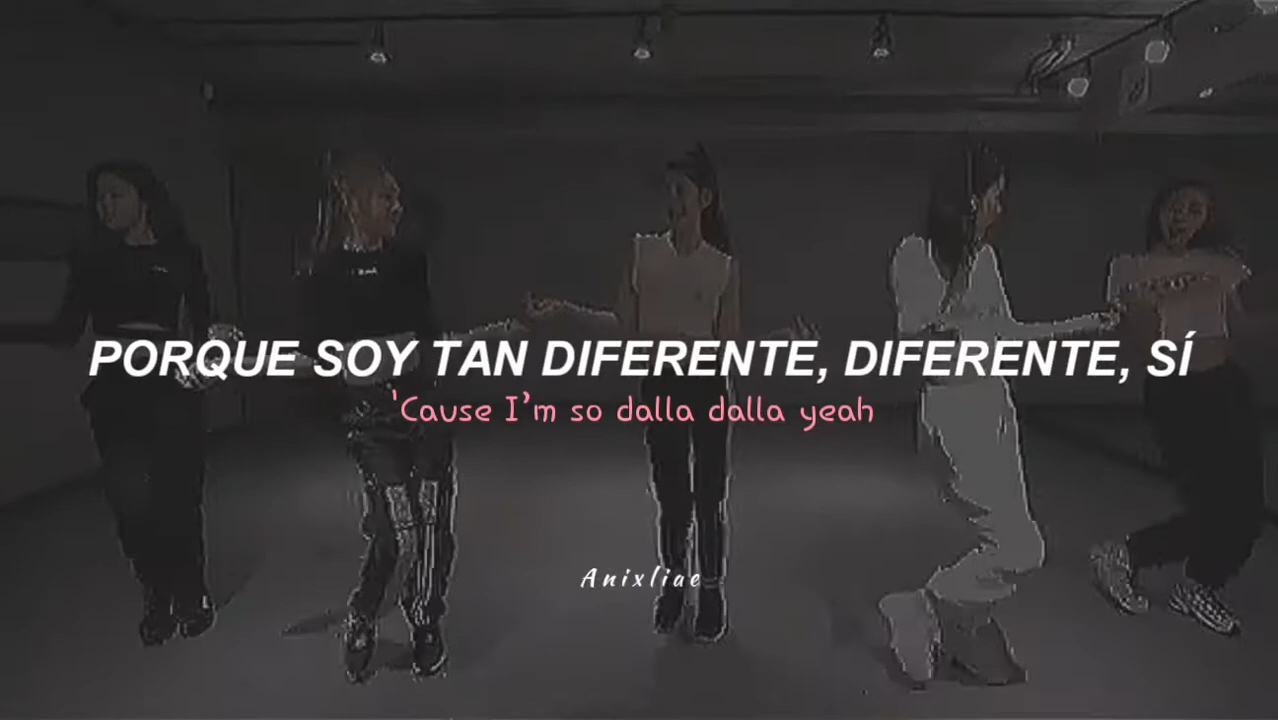 PORQUE SOY TAN DIFERENTE, DIFERENTE, SÍ
'Cause I'm so dalla dalla yeah
Anixliae